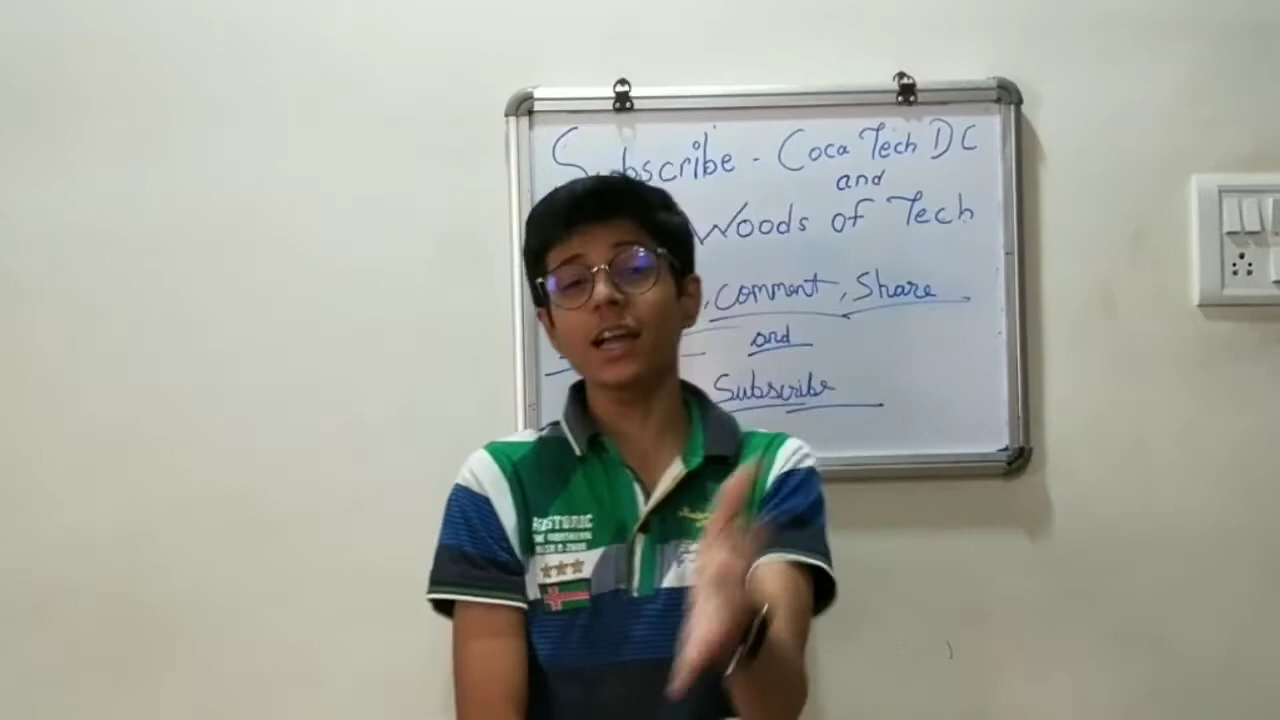 Subscribe - Coca Tech DC
and
Woods of Tech
, Comment, Share
and
Subscribe